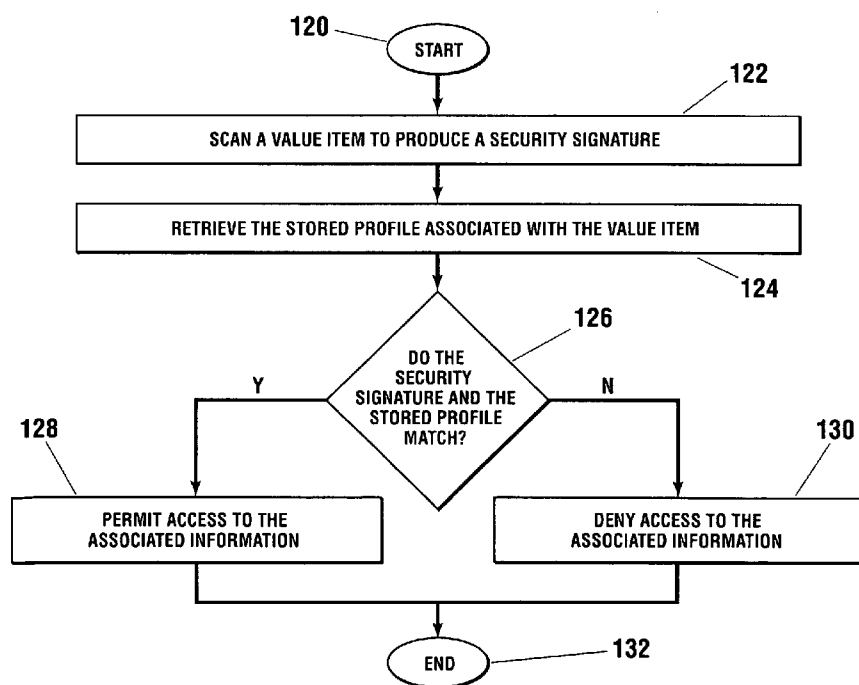 120
START
122
SCAN A VALUE ITEM TO PRODUCE A SECURITY SIGNATURE
RETRIEVE THE STORED PROFILE ASSOCIATED WITH THE VALUE ITEM
124
126
DO THE
SECURITY
SIGNATURE AND THE
STORED PROFILE
MATCH?
Y
N
128
130
PERMIT ACCESS TO THE
ASSOCIATED INFORMATION
DENY ACCESS TO THE
ASSOCIATED INFORMATION
END
132